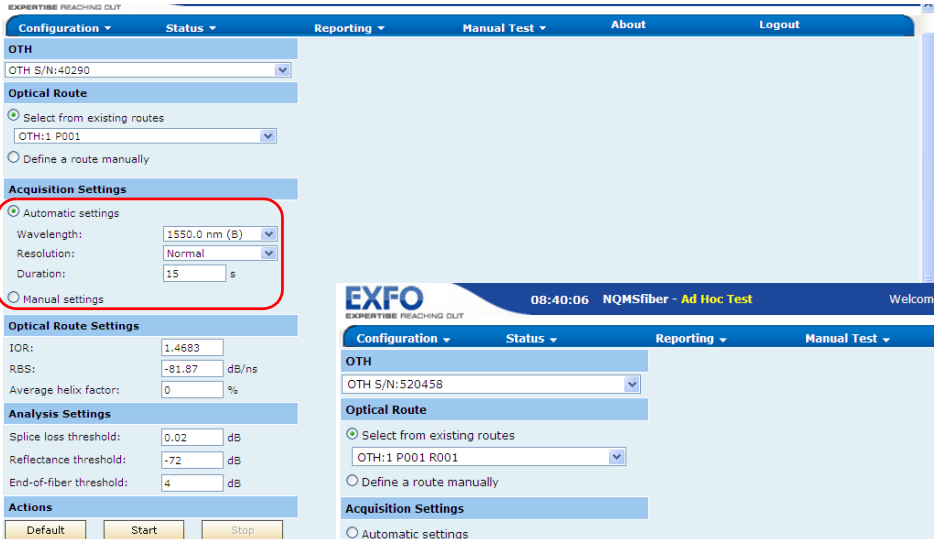 EXPERTISE REACHING OUT
Configuration Status Reporting Manual Test About Logout
OTH
OTH S/N:40290
Optical Route
Select from existing routes
OTH:1 P001
Define a route manually
Acquisition Settings
Automatic settings
Wavelength: 1550.0 nm (B)
Resolution: Normal
Duration: 15 s
Manual settings
Optical Route Settings
IOR: 1.4683
RBS: -81.87 dB/ns
Average helix factor: 0 %
Analysis Settings
Splice loss threshold: 0.02 dB
Reflectance threshold: -72 dB
End-of-fiber threshold: 4 dB
Actions
Default Start Stop
EXFO 08:40:06 NQMSfiber - Ad Hoc Test Welcom
EXPERTISE REACHING OUT
Configuration Status Reporting Manual Test
OTH
OTH S/N:520458
Optical Route
Select from existing routes
OTH:1 P001 R001
Define a route manually
Acquisition Settings
Automatic settings